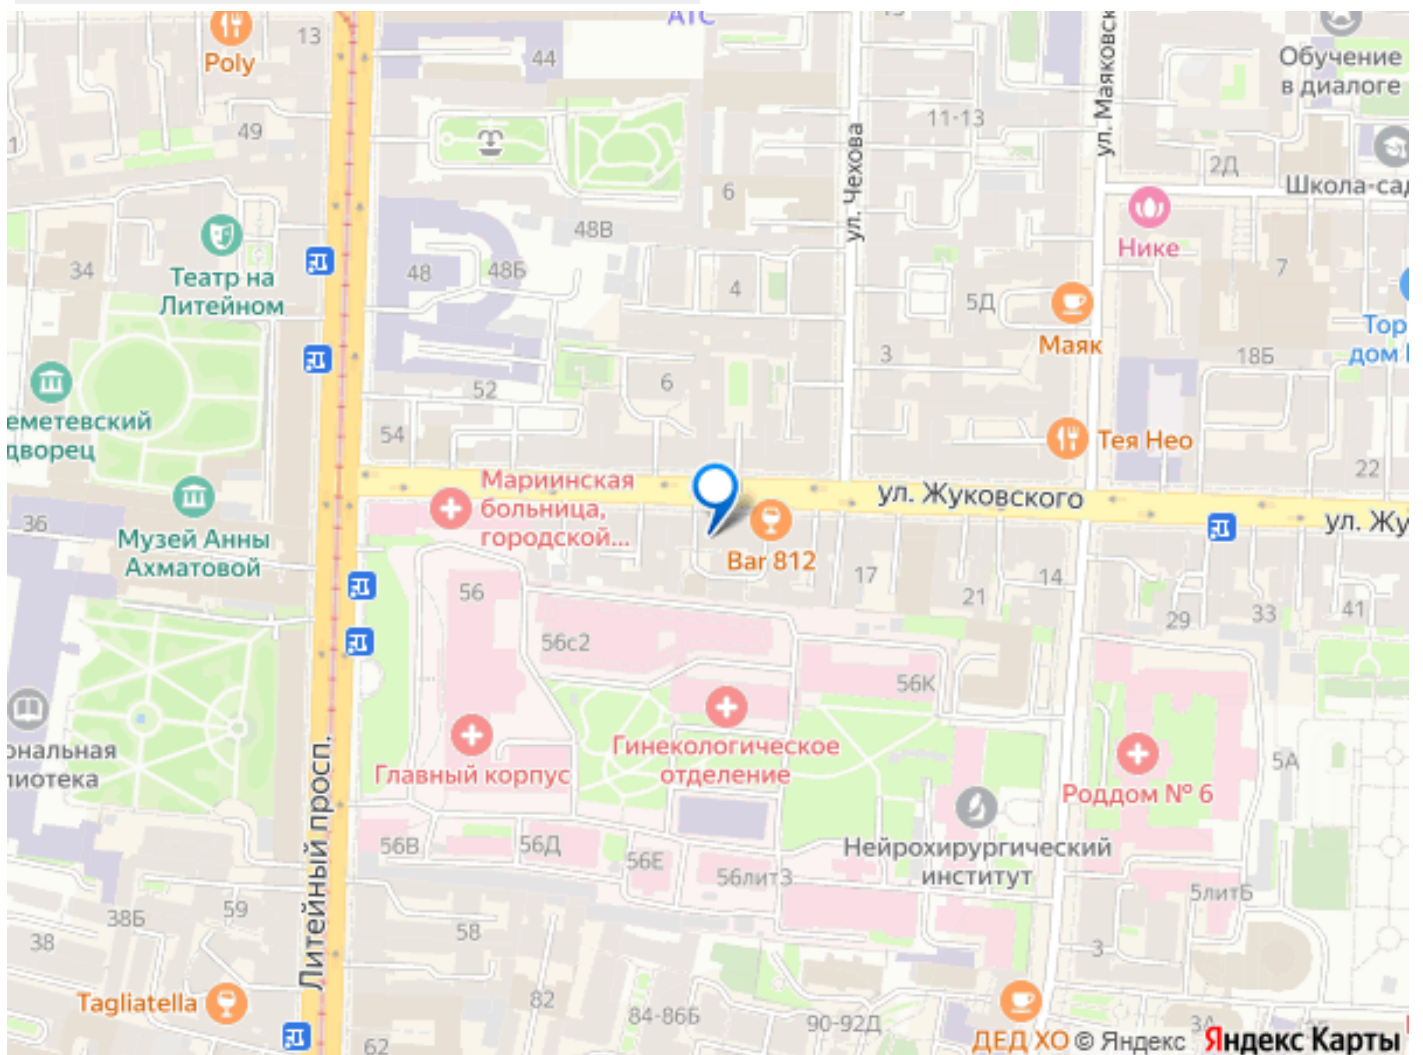 АТС
13
Poly
44
49
Обучение
в диалоге
11-13
ул. Маяковск
ул. Чехова
2Д
Школа-сад
6
48В
Нике
34
Театр на
Литейном
48
48Б
4
5Д
7
Маяк
Тор
дом
18Б
3
6
52
еметевский
дворец
54
Тея Нео
22
Мариинская
больница,
городской...
ул. Жуковского
ул. Жу
36
Музей Анны
Ахматовой
Bar 812
17
14
21
56
29
33
41
56с2
56К
Гинекологическое
отделение
ональная
лиотека
Главный корпус
Литейный просп.
5А
Роддом № 6
Нейрохирургический
институт
56В
56Д
56Е
56лит3
5литБ
38Б
59
38
58
3
Tagliatella
82
84-86Б
90-92Д
3А
62
ДЕД ХО
© Яндекс
Яндекс Карты